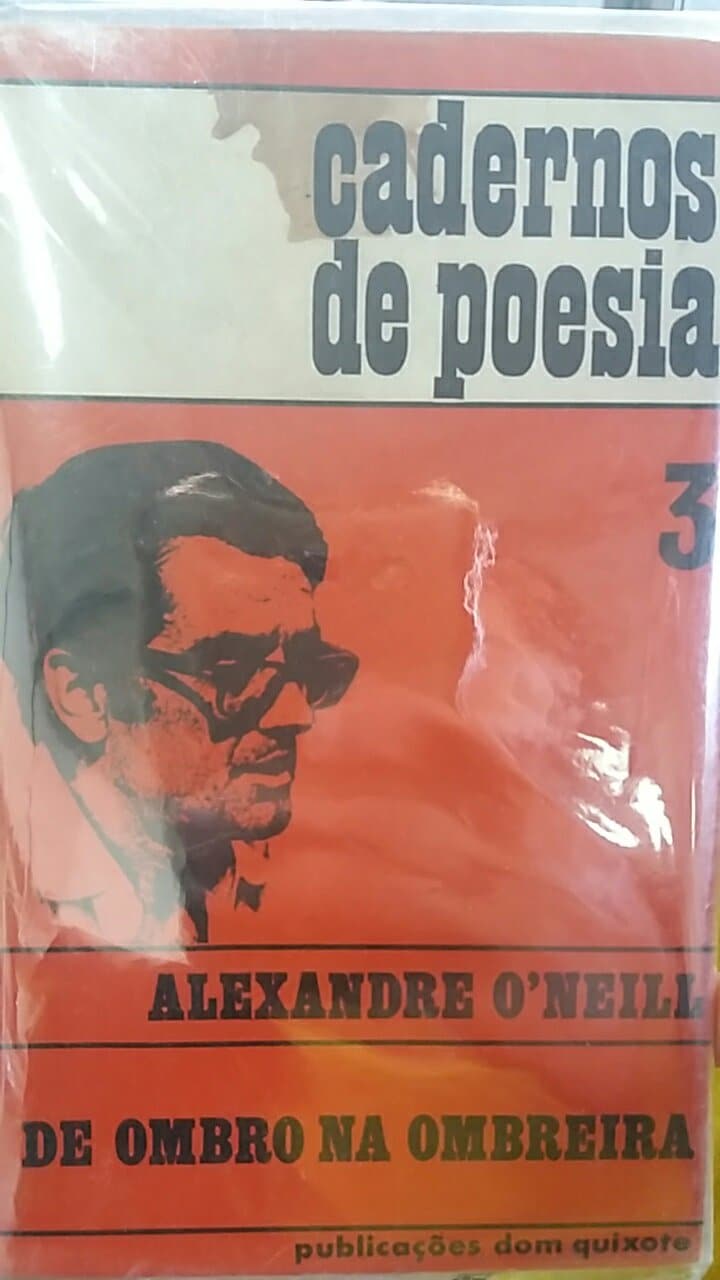 cadernos
de poesia
3
ALEXANDRE O'NEILL
DE OMBRO NA OMBREIRA
publicações dom quixote